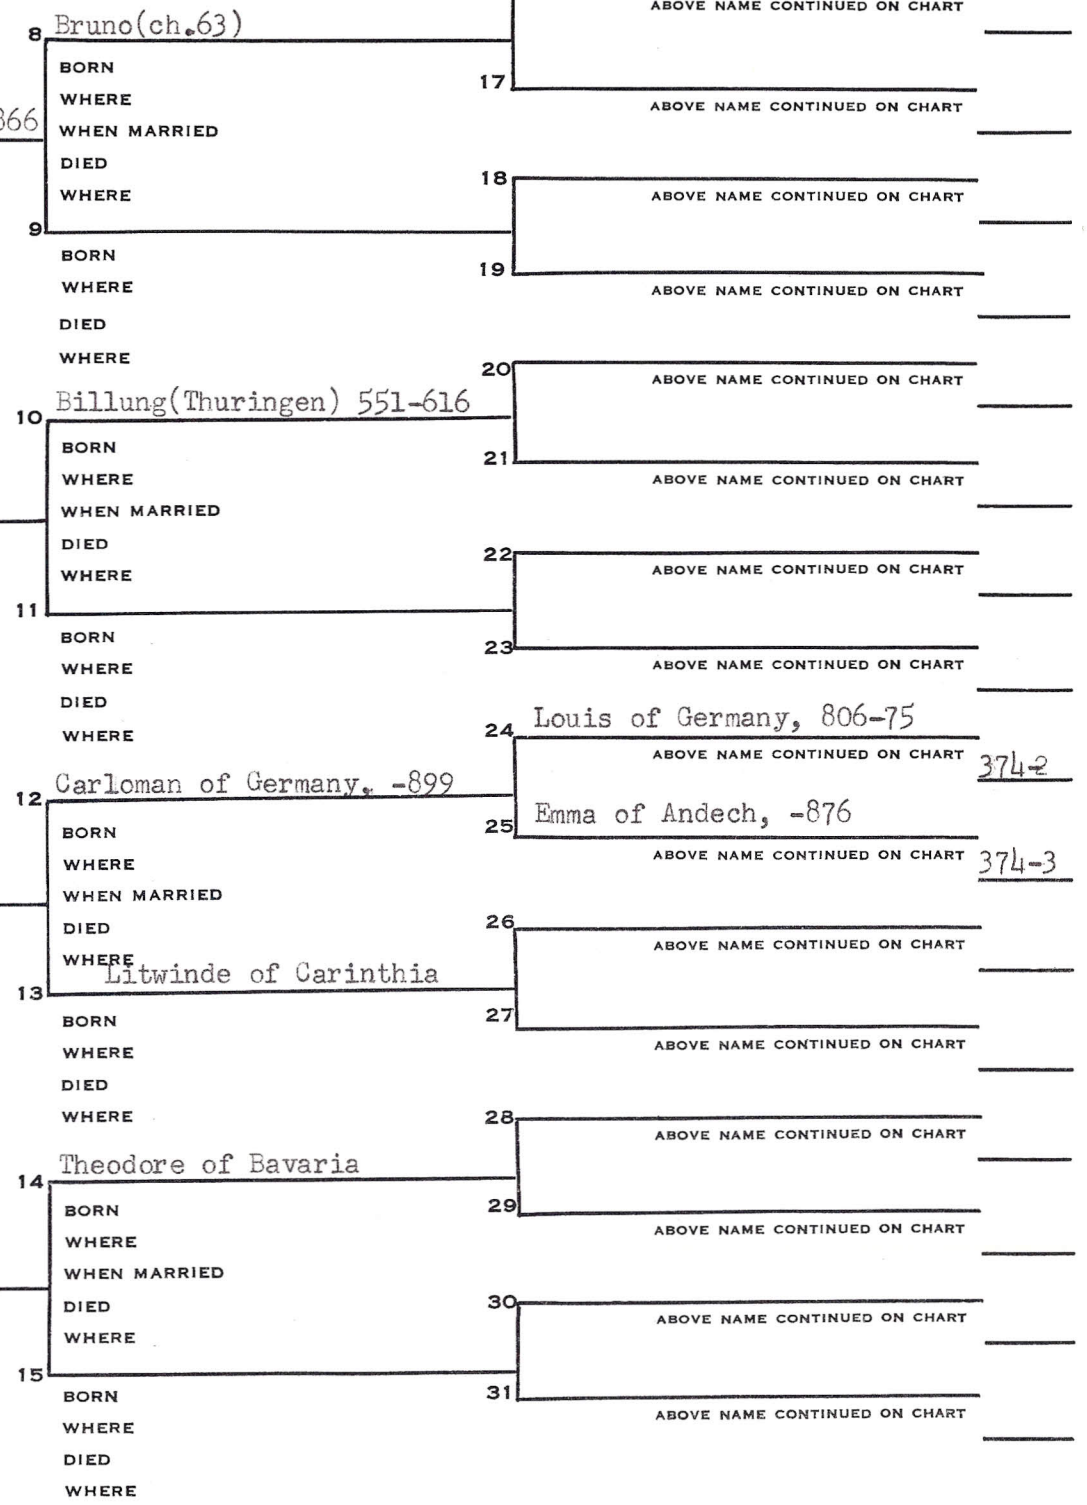 ABOVE NAME CONTINUED ON CHART
8 Bruno(ch.63)
BORN
17
WHERE
ABOVE NAME CONTINUED ON CHART
866
WHEN MARRIED
DIED
18
WHERE
ABOVE NAME CONTINUED ON CHART
9
BORN
19
WHERE
ABOVE NAME CONTINUED ON CHART
DIED
WHERE
20
ABOVE NAME CONTINUED ON CHART
10 Billung(Thuringen) 551-616
BORN
21
WHERE
ABOVE NAME CONTINUED ON CHART
WHEN MARRIED
DIED
22
WHERE
ABOVE NAME CONTINUED ON CHART
11
BORN
23
WHERE
ABOVE NAME CONTINUED ON CHART
DIED
24 Louis of Germany, 806-75
WHERE
ABOVE NAME CONTINUED ON CHART 374-2
12 Carloman of Germany, -899
25 Emma of Andech, -876
BORN
WHERE
ABOVE NAME CONTINUED ON CHART 374-3
WHEN MARRIED
DIED
26
WHERE
ABOVE NAME CONTINUED ON CHART
13 Litwinde of Carinthia
BORN
27
WHERE
ABOVE NAME CONTINUED ON CHART
DIED
WHERE
28
ABOVE NAME CONTINUED ON CHART
14 Theodore of Bavaria
BORN
29
WHERE
ABOVE NAME CONTINUED ON CHART
WHEN MARRIED
DIED
30
WHERE
ABOVE NAME CONTINUED ON CHART
15
BORN
31
WHERE
ABOVE NAME CONTINUED ON CHART
DIED
WHERE